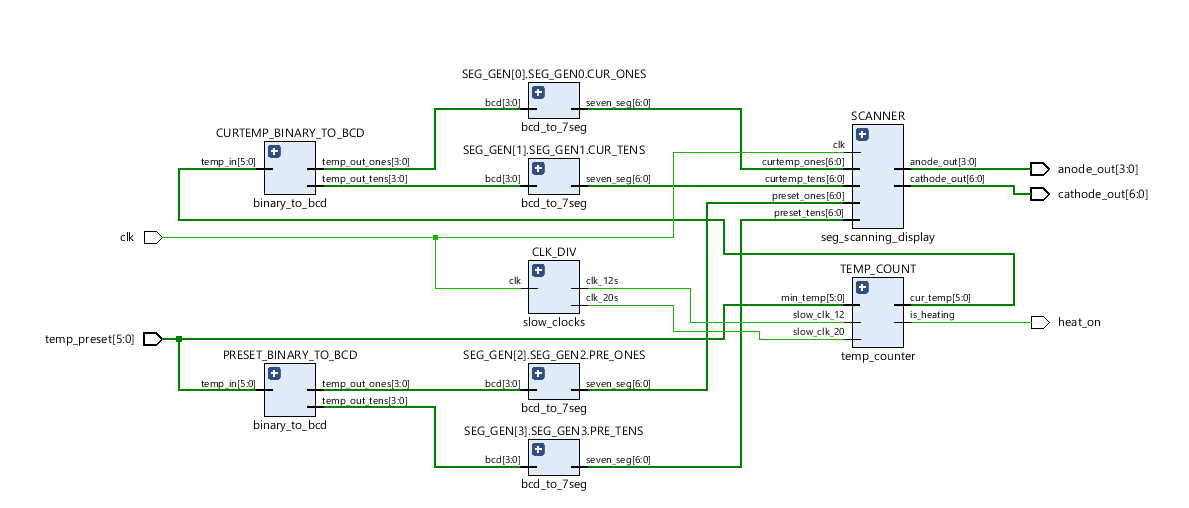 SEG_GEN[0].SEG_GEN0.CUR_ONES
bcd[3:0]
seven_seg[6:0]
bcd_to_7seg
CURTEMP_BINARY_TO_BCD
temp_in[5:0]
temp_out_ones[3:0]
temp_out_tens[3:0]
binary_to_bcd
SEG_GEN[1].SEG_GEN1.CUR_TENS
bcd[3:0]
seven_seg[6:0]
bcd_to_7seg
SCANNER
clk
curtemp_ones[6:0]
curtemp_tens[6:0]
preset_ones[6:0]
preset_tens[6:0]
anode_out[3:0]
cathode_out[6:0]
seg_scanning_display
anode_out[3:0]
cathode_out[6:0]
clk
CLK_DIV
clk
clk_12s
clk_20s
slow_clocks
TEMP_COUNT
min_temp[5:0]
slow_clk_12
slow_clk_20
cur_temp[5:0]
is_heating
temp_counter
heat_on
temp_preset[5:0]
PRESET_BINARY_TO_BCD
temp_in[5:0]
temp_out_ones[3:0]
temp_out_tens[3:0]
binary_to_bcd
SEG_GEN[2].SEG_GEN2.PRE_ONES
bcd[3:0]
seven_seg[6:0]
bcd_to_7seg
SEG_GEN[3].SEG_GEN3.PRE_TENS
bcd[3:0]
seven_seg[6:0]
bcd_to_7seg